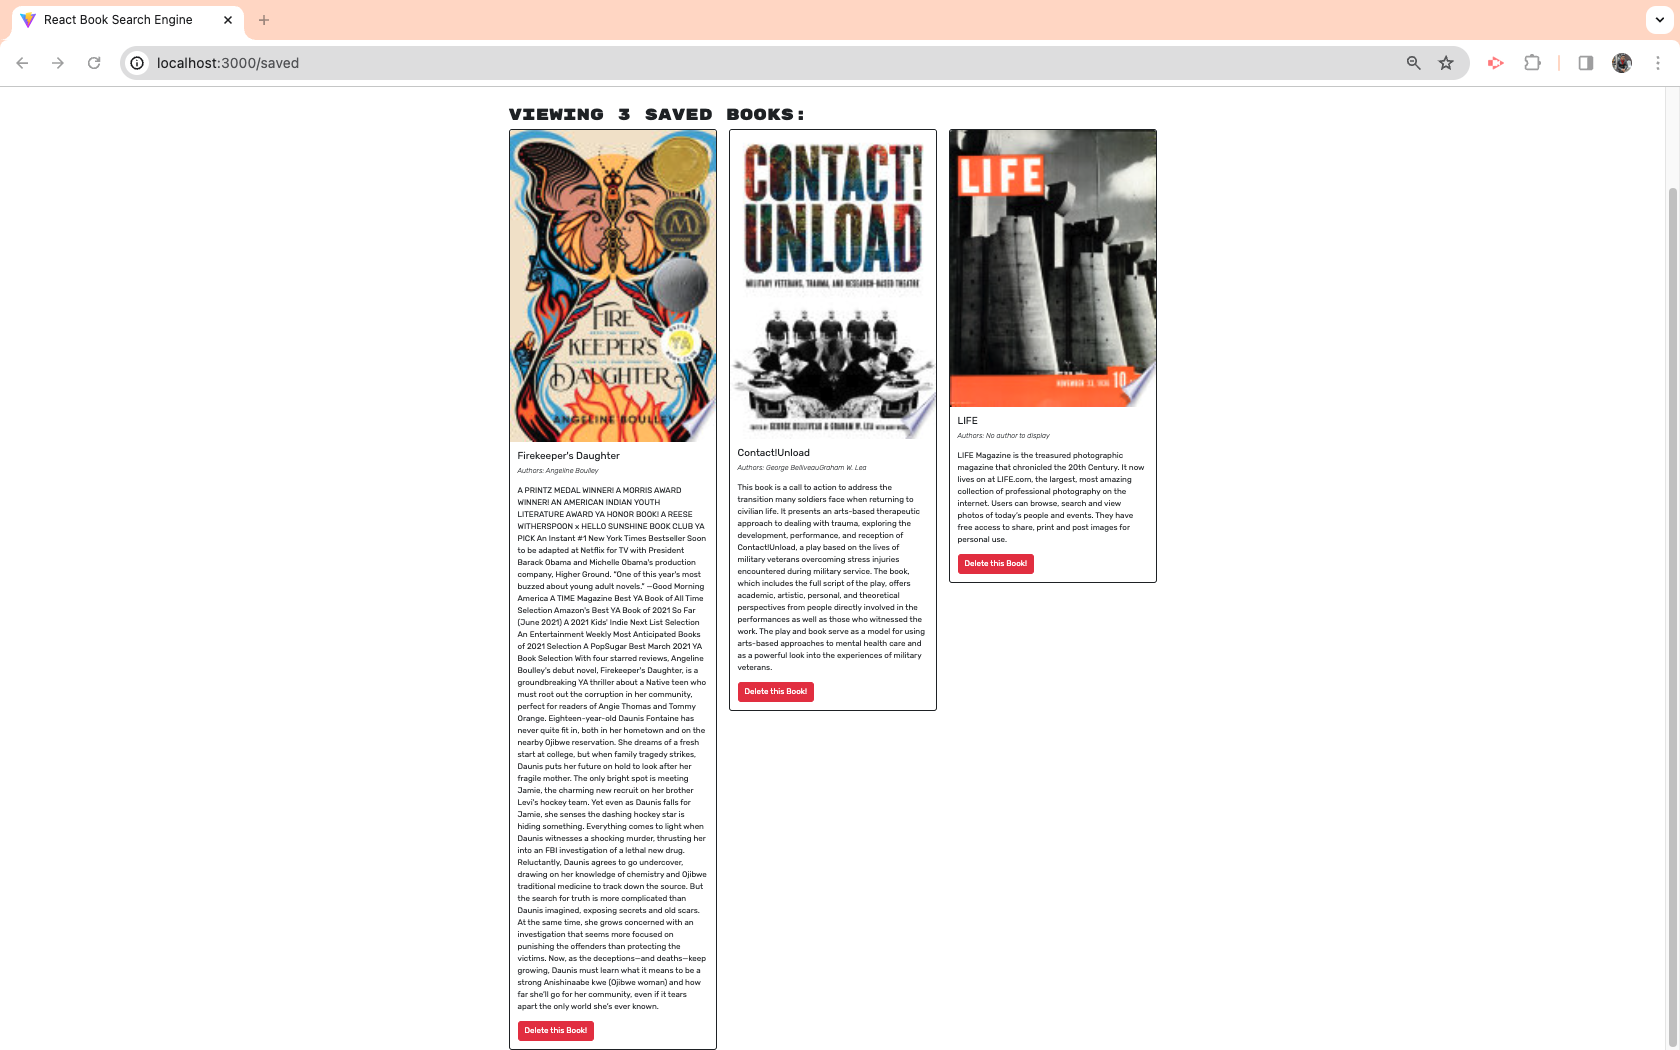 React Book Search Engine
localhost:3000/saved
VIEWING 3 SAVED BOOKS:
M
FIRE
KEEPER'S
DAUGHTER
YA
ANGELINE BOULLEY
Firekeeper's Daughter
Authors: Angeline Boulley
A PRINTZ MEDAL WINNER! A MORRIS AWARD
WINNER! AN AMERICAN INDIAN YOUTH
LITERATURE AWARD YA HONOR BOOK! A REESE
WITHERSPOON x HELLO SUNSHINE BOOK CLUB YA
PICK An Instant #1 New York Times Bestseller Soon
to be adapted at Netflix for TV with President
Barack Obama and Michelle Obama's production
company, Higher Ground. “One of this year's most
buzzed about young adult novels.” —Good Morning
America A TIME Magazine Best YA Book of All Time
Selection Amazon's Best YA Book of 2021 So Far
(June 2021) A 2021 Kids' Indie Next List Selection
An Entertainment Weekly Most Anticipated Books
of 2021 Selection A PopSugar Best March 2021 YA
Book Selection With four starred reviews, Angeline
Boulley's debut novel, Firekeeper's Daughter, is a
groundbreaking YA thriller about a Native teen who
must root out the corruption in her community,
perfect for readers of Angie Thomas and Tommy
Orange. Eighteen-year-old Daunis Fontaine has
never quite fit in, both in her hometown and on the
nearby Ojibwe reservation. She dreams of a fresh
start at college, but when family tragedy strikes,
Daunis puts her future on hold to look after her
fragile mother. The only bright spot is meeting
Jamie, the charming new recruit on her brother
Levi's hockey team. Yet even as Daunis falls for
Jamie, she senses the dashing hockey star is
hiding something. Everything comes to light when
Daunis witnesses a shocking murder, thrusting her
into an FBI investigation of a lethal new drug.
Reluctantly, Daunis agrees to go undercover,
drawing on her knowledge of chemistry and Ojibwe
traditional medicine to track down the source. But
the search for truth is more complicated than
Daunis imagined, exposing secrets and old scars.
At the same time, she grows concerned with an
investigation that seems more focused on
punishing the offenders than protecting the
victims. Now, as the deceptions—and deaths—keep
growing, Daunis must learn what it means to be a
strong Anishinaabe kwe (Ojibwe woman) and how
far she'll go for her community, even if it tears
apart the only world she's ever known.
Delete this Book!
CONTACT!
UNLOAD
MILITARY VETERANS, TRAUMA, AND RESEARCH-BASED THEATRE
EDITED BY GEORGE BELLIVEAU & GRAHAM W. LEA
Contact!Unload
Authors: George BelliveauGraham W. Lea
This book is a call to action to address the
transition many soldiers face when returning to
civilian life. It presents an arts-based therapeutic
approach to dealing with trauma, exploring the
development, performance, and reception of
Contact!Unload, a play based on the lives of
military veterans overcoming stress injuries
encountered during military service. The book,
which includes the full script of the play, offers
academic, artistic, personal, and theoretical
perspectives from people directly involved in the
performances as well as those who witnessed the
work. The play and book serve as a model for using
arts-based approaches to mental health care and
as a powerful look into the experiences of military
veterans.
Delete this Book!
LIFE
NOVEMBER 23, 1936 10
LIFE
Authors: No author to display
LIFE Magazine is the treasured photographic
magazine that chronicled the 20th Century. It now
lives on at LIFE.com, the largest, most amazing
collection of professional photography on the
internet. Users can browse, search and view
photos of today's people and events. They have
free access to share, print and post images for
personal use.
Delete this Book!